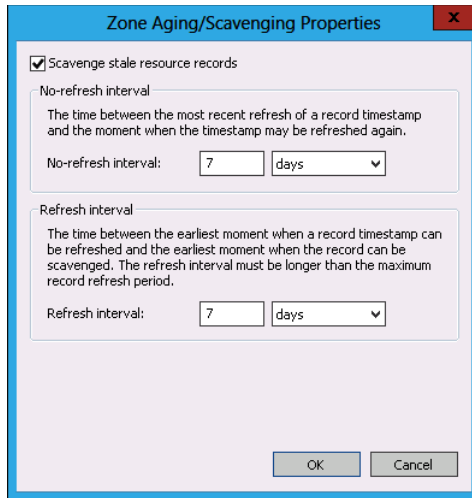 Zone Aging/Scavenging Properties
x
Scavenge stale resource records
No-refresh interval
The time between the most recent refresh of a record timestamp
and the moment when the timestamp may be refreshed again.
No-refresh interval: 7 days
Refresh interval
The time between the earliest moment when a record timestamp can
be refreshed and the earliest moment when the record can be
scavenged. The refresh interval must be longer than the maximum
record refresh period.
Refresh interval: 7 days
OK Cancel